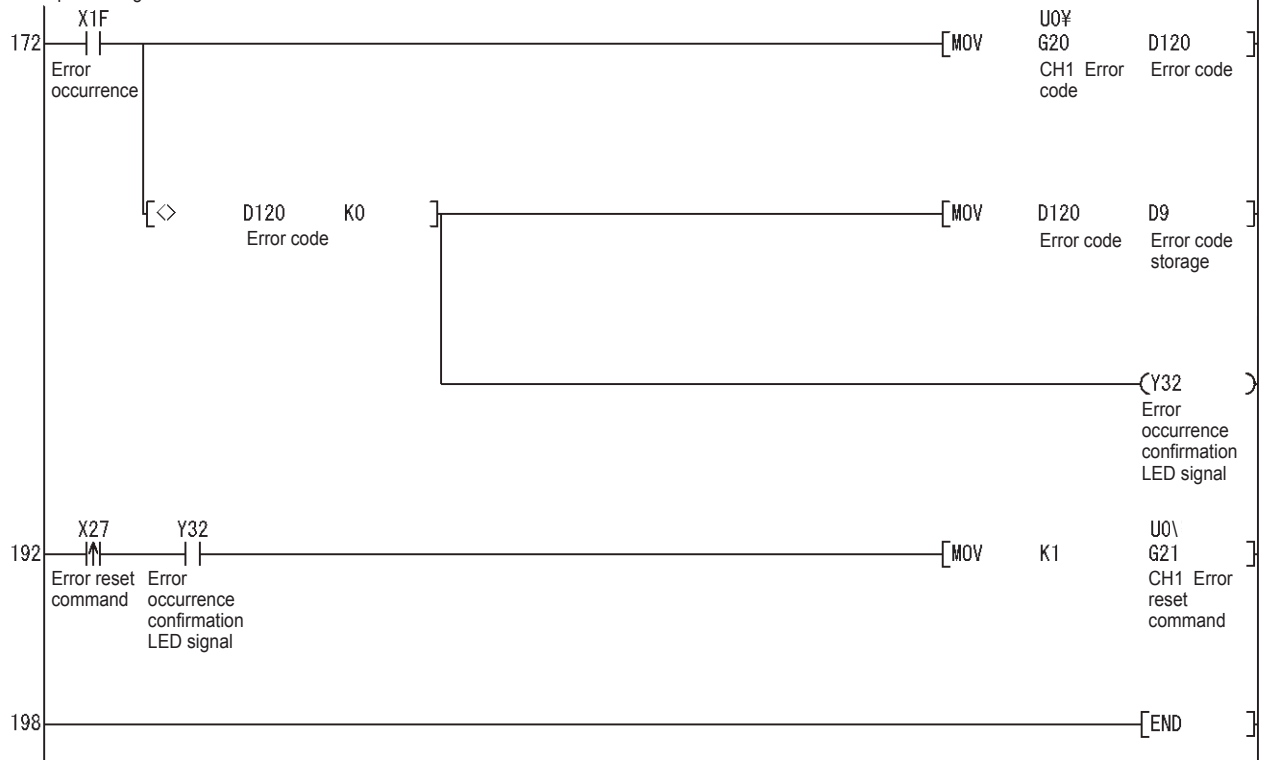 X1F
U0¥
172
[MOV G20 D120 ]
Error occurrence
CH1 Error code
Error code
[<> D120 K0 ]
[MOV D120 D9 ]
Error code
Error code
Error code storage
(Y32 )
Error occurrence confirmation LED signal
X27 Y32
U0\
192
[MOV K1 G21 ]
Error reset command
Error occurrence confirmation LED signal
CH1 Error reset command
198
[END ]